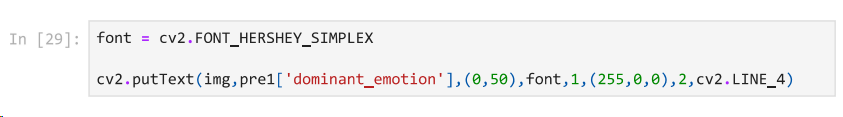 In [29]:
font = cv2.FONT_HERSHEY_SIMPLEX
cv2.putText(img,pre1['dominant_emotion'],(0,50),font,1,(255,0,0),2,cv2.LINE_4)